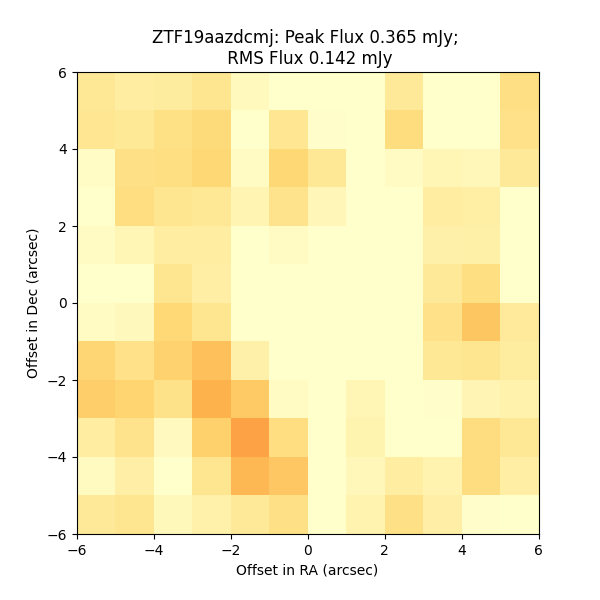 ZTF19aazdcmj: Peak Flux 0.365 mJy;
RMS Flux 0.142 mJy
6
4
2
0
−2
−4
−6
Offset in Dec (arcsec)
−6 −4 −2 0 2 4 6
Offset in RA (arcsec)